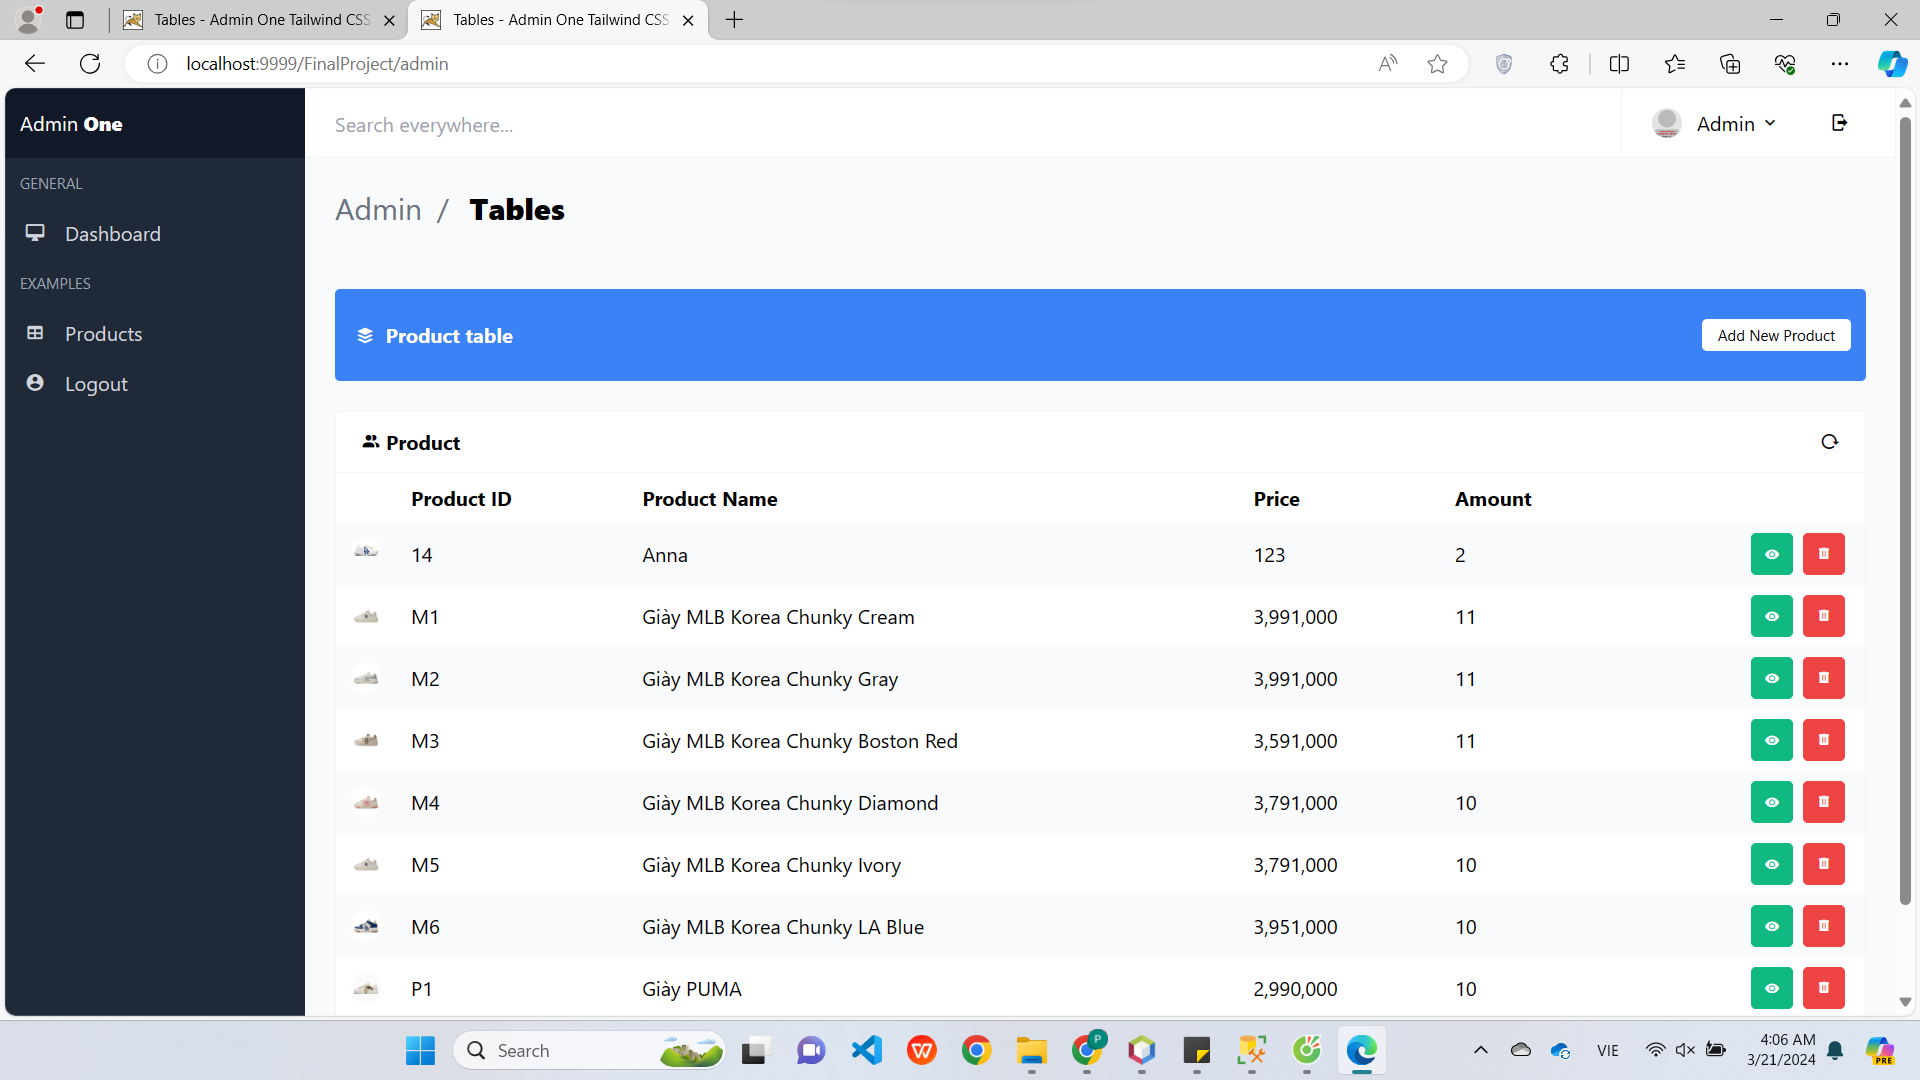 Tables - Admin One Tailwind CSS
Tables - Admin One Tailwind CSS
localhost:9999/FinalProject/admin
Admin One
Search everywhere...
Admin
GENERAL
Dashboard
EXAMPLES
Products
Logout
Admin / Tables
Product table
Add New Product
Product
Product ID Product Name Price Amount
14 Anna 123 2
M1 Giày MLB Korea Chunky Cream 3,991,000 11
M2 Giày MLB Korea Chunky Gray 3,991,000 11
M3 Giày MLB Korea Chunky Boston Red 3,591,000 11
M4 Giày MLB Korea Chunky Diamond 3,791,000 10
M5 Giày MLB Korea Chunky Ivory 3,791,000 10
M6 Giày MLB Korea Chunky LA Blue 3,951,000 10
P1 Giày PUMA 2,990,000 10
Search
P
VIE
4:06 AM
3/21/2024
PRE